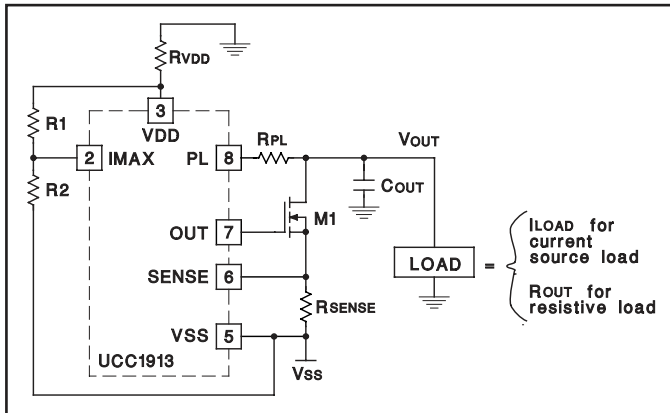 RVDD
R1
3
VDD
2 IMAX
PL 8
RPL
VOUT
R2
COUT
M1
OUT 7
SENSE 6
LOAD
=
ILOAD for
current
source load
ROUT for
resistive load
RSENSE
VSS 5
UCC1913
VSS